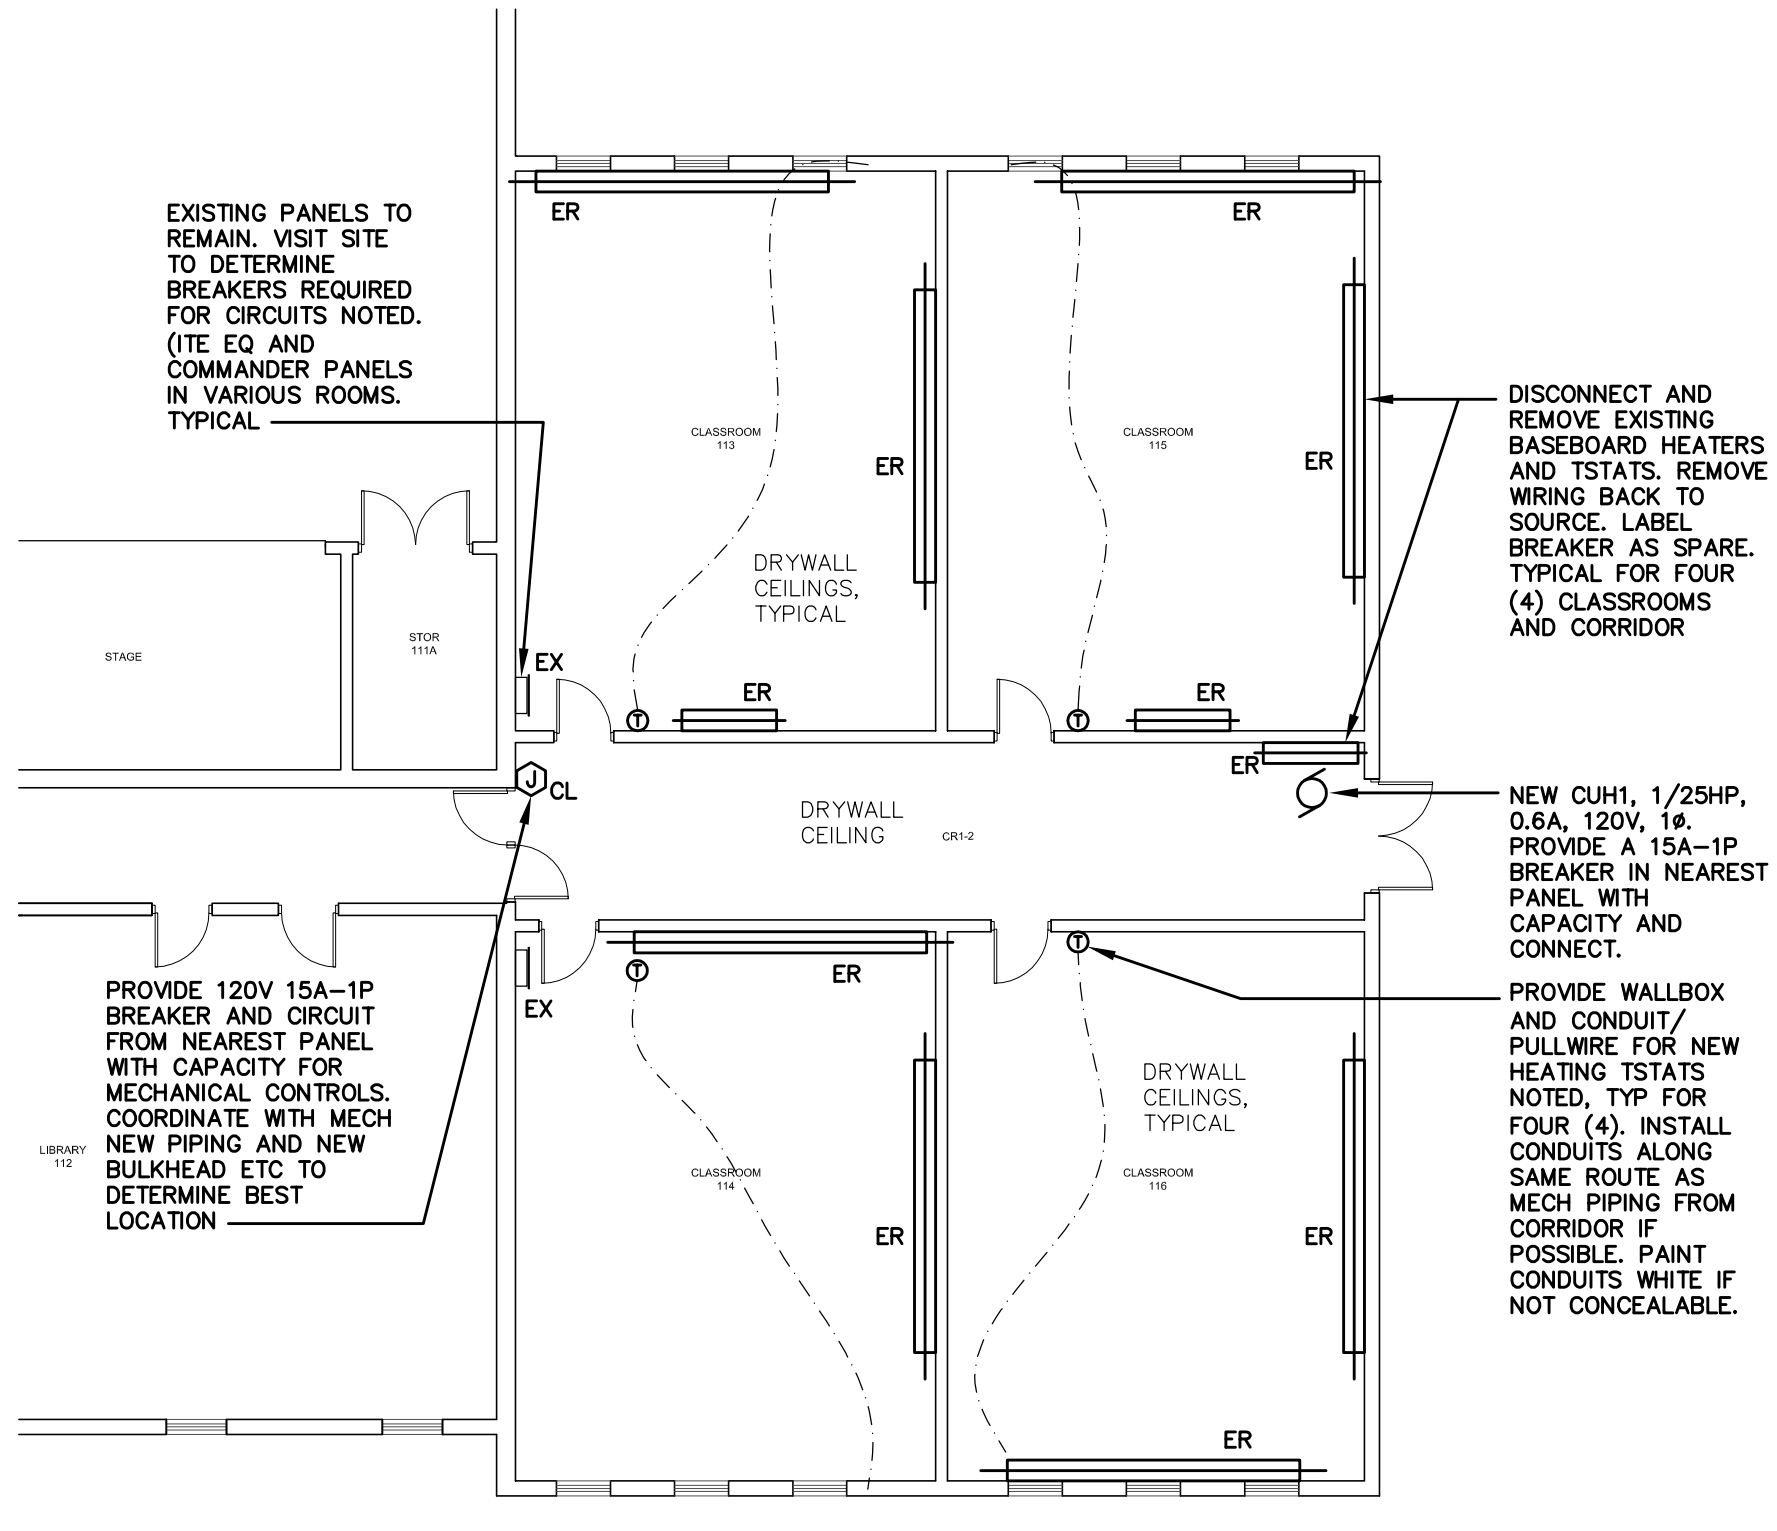 EXISTING PANELS TO
REMAIN. VISIT SITE
TO DETERMINE
BREAKERS REQUIRED
FOR CIRCUITS NOTED.
(ITE EQ AND
COMMANDER PANELS
IN VARIOUS ROOMS.
TYPICAL
ER
ER
CLASSROOM
113
ER
CLASSROOM
115
ER
DRYWALL
CEILINGS,
TYPICAL
DISCONNECT AND
REMOVE EXISTING
BASEBOARD HEATERS
AND TSTATS. REMOVE
WIRING BACK TO
SOURCE. LABEL
BREAKER AS SPARE.
TYPICAL FOR FOUR
(4) CLASSROOMS
AND CORRIDOR
STAGE
STOR
111A
EX
ER
ER
T
T
ER
J
CL
DRYWALL
CEILING
CR1-2
NEW CUH1, 1/25HP,
0.6A, 120V, 1ø.
PROVIDE A 15A-1P
BREAKER IN NEAREST
PANEL WITH
CAPACITY AND
CONNECT.
T
T
ER
EX
PROVIDE 120V 15A-1P
BREAKER AND CIRCUIT
FROM NEAREST PANEL
WITH CAPACITY FOR
MECHANICAL CONTROLS.
COORDINATE WITH MECH
NEW PIPING AND NEW
BULKHEAD ETC TO
DETERMINE BEST
LOCATION
LIBRARY
112
PROVIDE WALLBOX
AND CONDUIT/
PULLWIRE FOR NEW
HEATING TSTATS
NOTED, TYP FOR
FOUR (4). INSTALL
CONDUITS ALONG
SAME ROUTE AS
MECH PIPING FROM
CORRIDOR IF
POSSIBLE. PAINT
CONDUITS WHITE IF
NOT CONCEALABLE.
DRYWALL
CEILINGS,
TYPICAL
CLASSROOM
114
CLASSROOM
116
ER
ER
ER